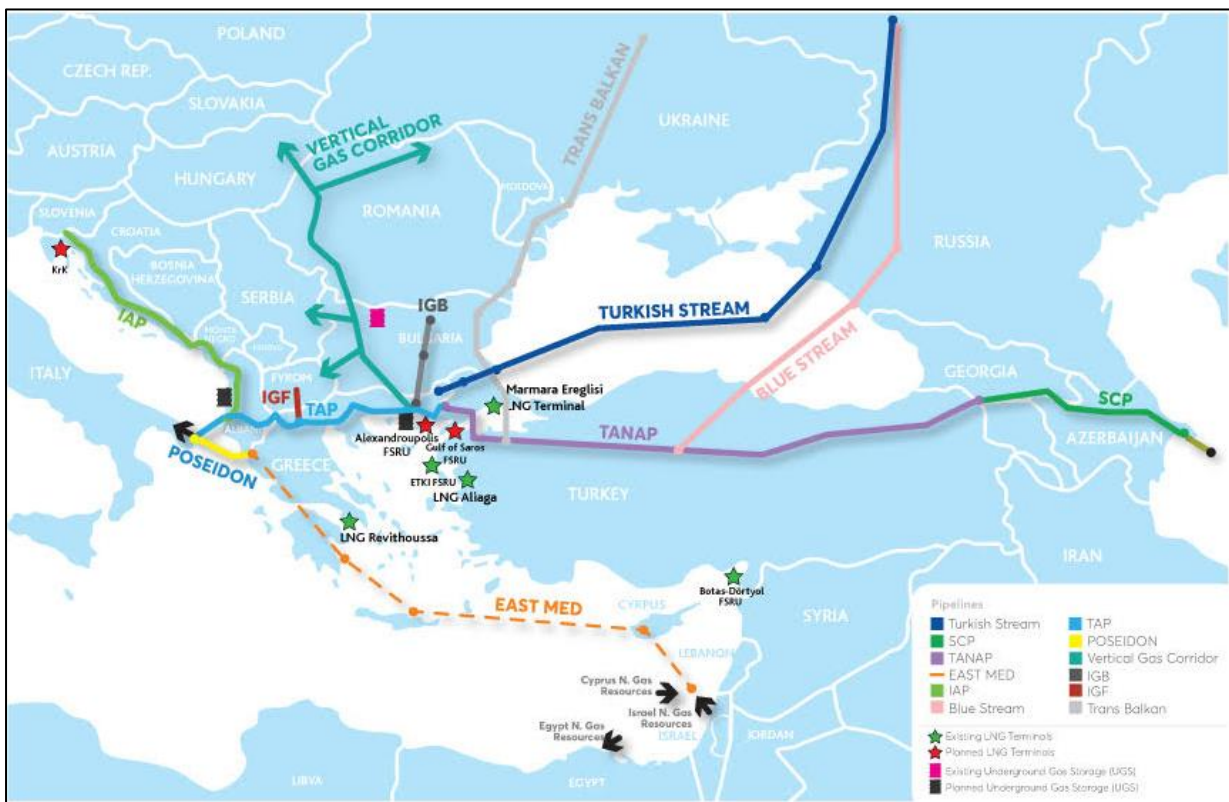 POLAND
CZECH REP.
SLOVAKIA
UKRAINE
TRANS BALKAN
VERTICAL
GAS CORRIDOR
AUSTRIA
HUNGARY
MOLDOVA
SLOVENIA
ROMANIA
CROATIA
RUSSIA
KrK
BOSNIA
HERZEGOVINA
SERBIA
IGB
TURKISH STREAM
IAP
MONTE
NEGRO
BULGARIA
BLUE STREAM
ITALY
FYROM
GEORGIA
SCP
IGF
TAP
Marmara Ereglisi
LNG Terminal
AZERBAIJAN
ALBANIA
Alexandroupolis
FSRU
Gulf of Saros
FSRU
TANAP
POSEIDON
GREECE
ETKI FSRU
LNG Aliaga
TURKEY
LNG Revithoussa
IRAN
Botas-Dörtyol
FSRU
EAST MED
CYRPUS
SYRIA
LEBANON
Cyprus N. Gas
Resources
Israel N. Gas
Resources
Egypt N. Gas
Resources
ISRAEL
JORDAN
LIBYA
EGYPT
Pipelines
Turkish Stream
SCP
TANAP
EAST MED
IAP
Blue Stream
TAP
POSEIDON
Vertical Gas Corridor
IGB
IGF
Trans Balkan
Existing LNG Terminals
Planned LNG Terminals
Existing Underground Gas Storage (UGS)
Planned Underground Gas Storage (UGS)